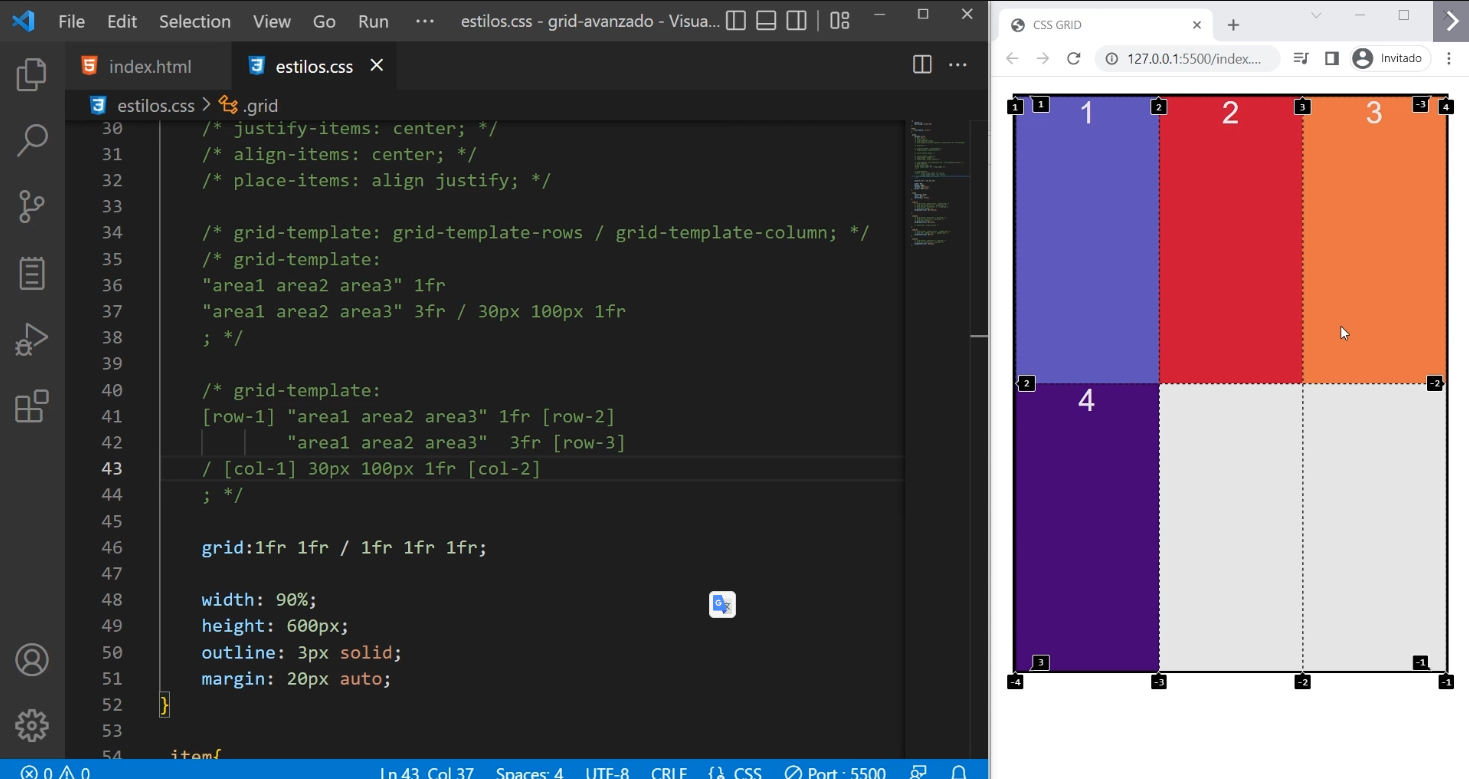 File Edit Selection View Go Run ··· estilos.css - grid-avanzado - Visua...
index.html estilos.css
estilos.css > .grid
30 /* justify-items: center; */
31 /* align-items: center; */
32 /* place-items: align justify; */
33
34 /* grid-template: grid-template-rows / grid-template-column; */
35 /* grid-template:
36 "area1 area2 area3" 1fr
37 "area1 area2 area3" 3fr / 30px 100px 1fr
38 ; */
39
40 /* grid-template:
41 [row-1] "area1 area2 area3" 1fr [row-2]
42 "area1 area2 area3"  3fr [row-3]
43 / [col-1] 30px 100px 1fr [col-2]
44 ; */
45
46 grid:1fr 1fr / 1fr 1fr 1fr;
47
48 width: 90%;
49 height: 600px;
50 outline: 3px solid;
51 margin: 20px auto;
52 }
53
54 .item{
0 0 Ln 43, Col 37 Spaces: 4 UTF-8 CRLF {} CSS Port : 5500
CSS GRID
127.0.0.1:5500/index.... Invitado
1 1 2 3 -3 4
1 2 3
2 -2
4
3 -1
-4 -3 -2 -1